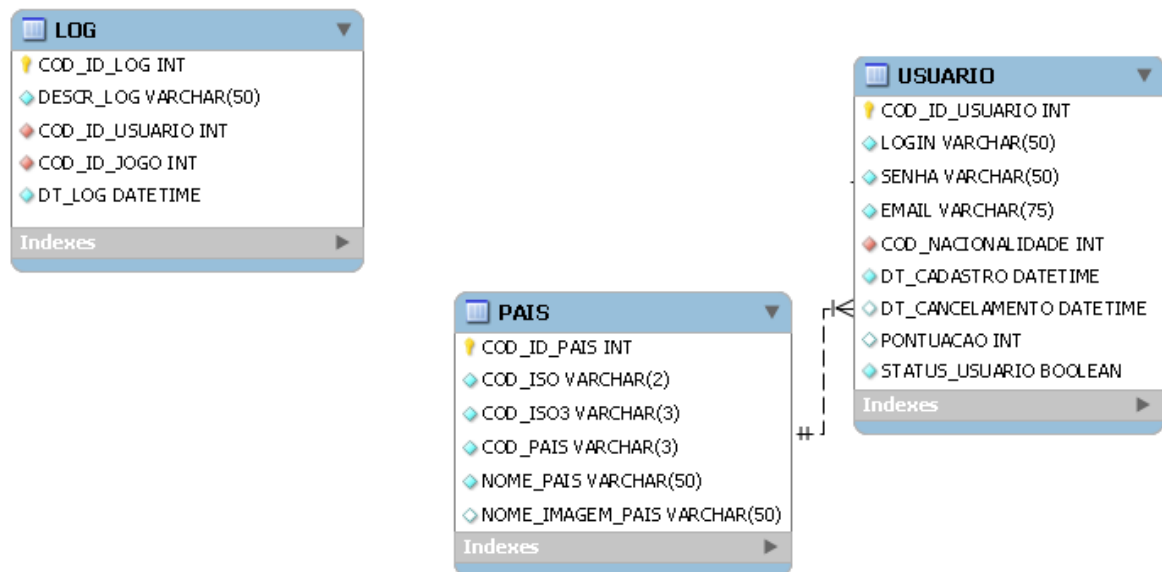 LOG
COD_ID_LOG INT
DESCR_LOG VARCHAR(50)
COD_ID_USUARIO INT
COD_ID_JOGO INT
DT_LOG DATETIME
Indexes
PAIS
COD_ID_PAIS INT
COD_ISO VARCHAR(2)
COD_ISO3 VARCHAR(3)
COD_PAIS VARCHAR(3)
NOME_PAIS VARCHAR(50)
NOME_IMAGEM_PAIS VARCHAR(50)
Indexes
USUARIO
COD_ID_USUARIO INT
LOGIN VARCHAR(50)
SENHA VARCHAR(50)
EMAIL VARCHAR(75)
COD_NACIONALIDADE INT
DT_CADASTRO DATETIME
DT_CANCELAMENTO DATETIME
PONTUACAO INT
STATUS_USUARIO BOOLEAN
Indexes